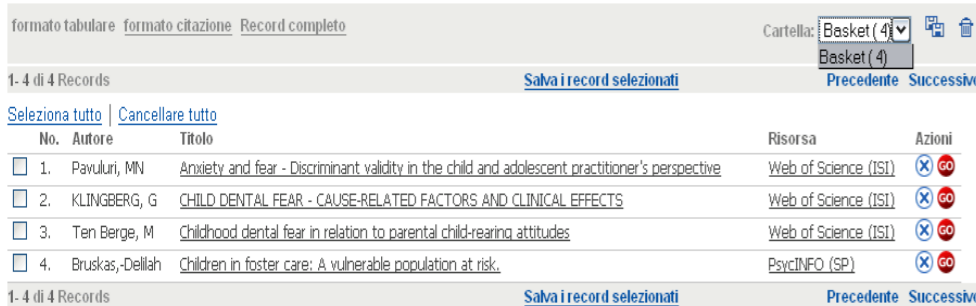 formato tabulare formato citazione Record completo Cartella: Basket ( 4)
Basket ( 4)
1- 4 di 4 Records Salva i record selezionati Precedente Successivo
Seleziona tutto | Cancellare tutto
No. Autore Titolo Risorsa Azioni
1. Pavuluri, MN Anxiety and fear - Discriminant validity in the child and adolescent practitioner's perspective Web of Science (ISI) GO
2. KLINGBERG, G CHILD DENTAL FEAR - CAUSE-RELATED FACTORS AND CLINICAL EFFECTS Web of Science (ISI) GO
3. Ten Berge, M Childhood dental fear in relation to parental child-rearing attitudes Web of Science (ISI) GO
4. Bruskas,-Delilah Children in foster care: A vulnerable population at risk. PsycINFO (SP) GO
1- 4 di 4 Records Salva i record selezionati Precedente Successivo